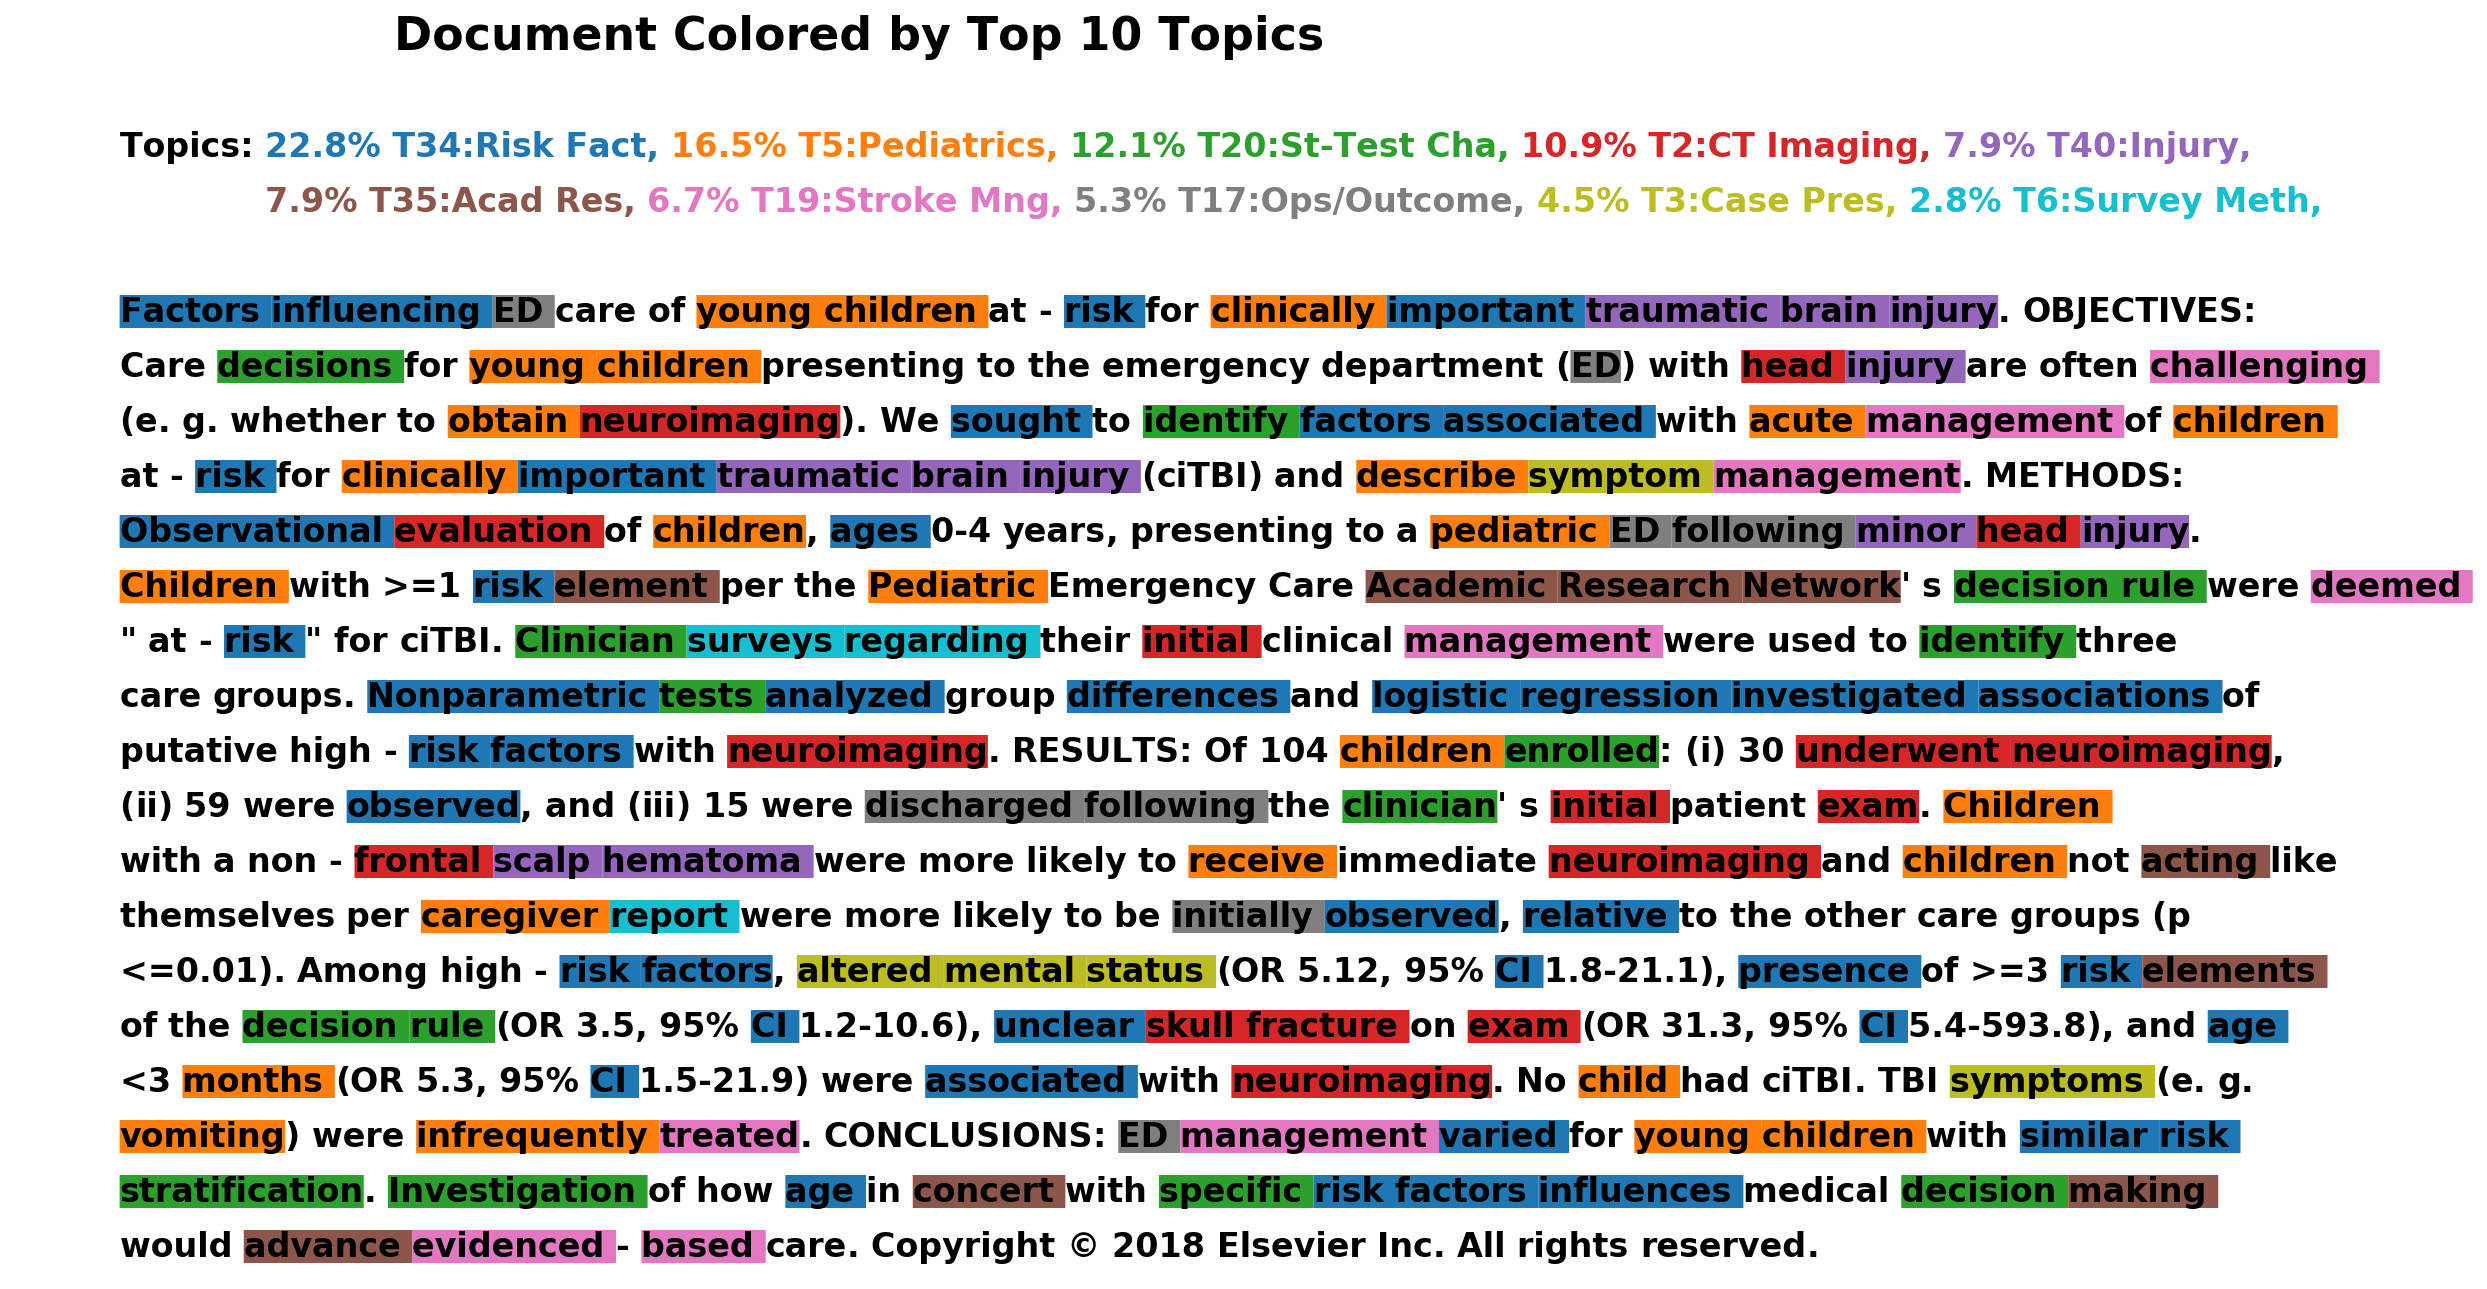 Document Colored by Top 10 Topics
Topics: 22.8% T34:Risk Fact, 16.5% T5:Pediatrics, 12.1% T20:St-Test Cha, 10.9% T2:CT Imaging, 7.9% T40:Injury,
7.9% T35:Acad Res, 6.7% T19:Stroke Mng, 5.3% T17:Ops/Outcome, 4.5% T3:Case Pres, 2.8% T6:Survey Meth,
Factors influencing ED care of young children at - risk for clinically important traumatic brain injury. OBJECTIVES:
Care decisions for young children presenting to the emergency department (ED) with head injury are often challenging
(e. g. whether to obtain neuroimaging). We sought to identify factors associated with acute management of children
at - risk for clinically important traumatic brain injury (ciTBI) and describe symptom management. METHODS:
Observational evaluation of children, ages 0-4 years, presenting to a pediatric ED following minor head injury.
Children with >=1 risk element per the Pediatric Emergency Care Academic Research Network' s decision rule were deemed
" at - risk " for ciTBI. Clinician surveys regarding their initial clinical management were used to identify three
care groups. Nonparametric tests analyzed group differences and logistic regression investigated associations of
putative high - risk factors with neuroimaging. RESULTS: Of 104 children enrolled: (i) 30 underwent neuroimaging,
(ii) 59 were observed, and (iii) 15 were discharged following the clinician' s initial patient exam. Children
with a non - frontal scalp hematoma were more likely to receive immediate neuroimaging and children not acting like
themselves per caregiver report were more likely to be initially observed, relative to the other care groups (p
<=0.01). Among high - risk factors, altered mental status (OR 5.12, 95% CI 1.8-21.1), presence of >=3 risk elements
of the decision rule (OR 3.5, 95% CI 1.2-10.6), unclear skull fracture on exam (OR 31.3, 95% CI 5.4-593.8), and age
<3 months (OR 5.3, 95% CI 1.5-21.9) were associated with neuroimaging. No child had ciTBI. TBI symptoms (e. g.
vomiting) were infrequently treated. CONCLUSIONS: ED management varied for young children with similar risk
stratification. Investigation of how age in concert with specific risk factors influences medical decision making
would advance evidenced - based care. Copyright © 2018 Elsevier Inc. All rights reserved.